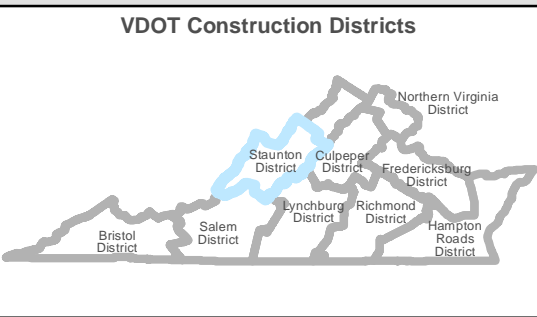 VDOT Construction Districts
Northern Virginia
District
Staunton
District
Culpeper
District
Fredericksburg
District
Lynchburg
District
Richmond
District
Salem
District
Bristol
District
Hampton
Roads
District